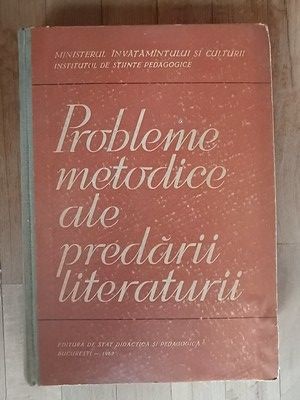 MINISTERUL ÎNVĂȚĂMÎNTULUI ȘI CULTURII
INSTITUTUL DE ȘTIINȚE PEDAGOGICE
Probleme
metodice
ale
predării
literaturii
EDITURA DE STAT DIDACTICĂ ȘI PEDAGOGICĂ
BUCUREȘTI –